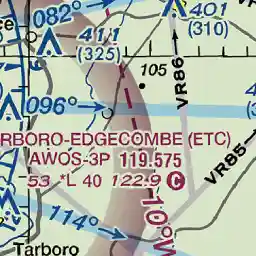 082°
411
(325)
401
(310)
105
VR86
096°
RBORO-EDGECOMBE (ETC)
AWOS-3P 119.575
53 *L 40 122.9 C
VR85
114°
10°W
Tarboro